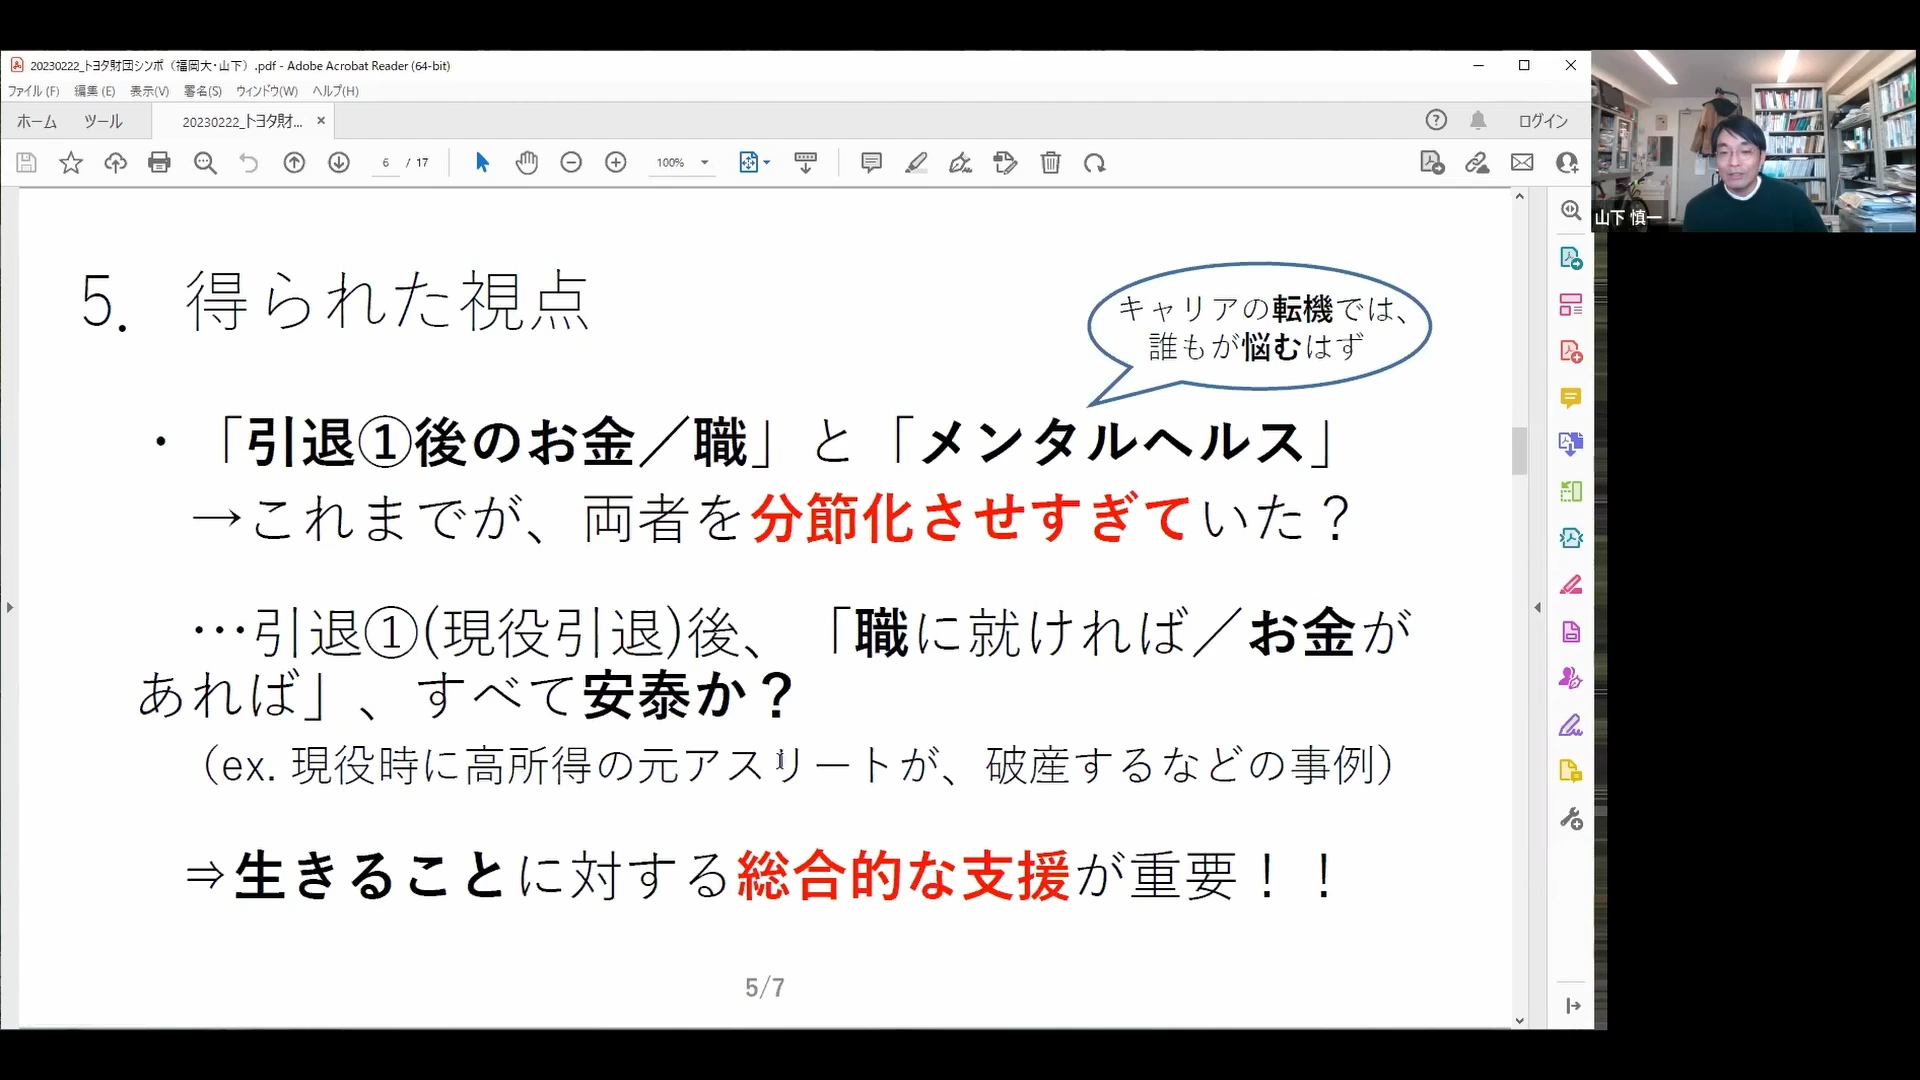 20230222_トヨタ財団シンポ（福岡大・山下）.pdf - Adobe Acrobat Reader (64-bit)
ファイル(F) 編集(E) 表示(V) 署名(S) ウィンドウ(W) ヘルプ(H)
ホーム ツール 20230222_トヨタ財... × ログイン
6 / 17 100%
山下 慎一
5. 得られた視点
キャリアの転機では、
誰もが悩むはず
・「引退①後のお金／職」と「メンタルヘルス」
→これまでが、両者を分節化させすぎていた？
…引退①(現役引退)後、「職に就ければ／お金が
あれば」、すべて安泰か？
（ex. 現役時に高所得の元アスリートが、破産するなどの事例）
⇒生きることに対する総合的な支援が重要！！
5/7